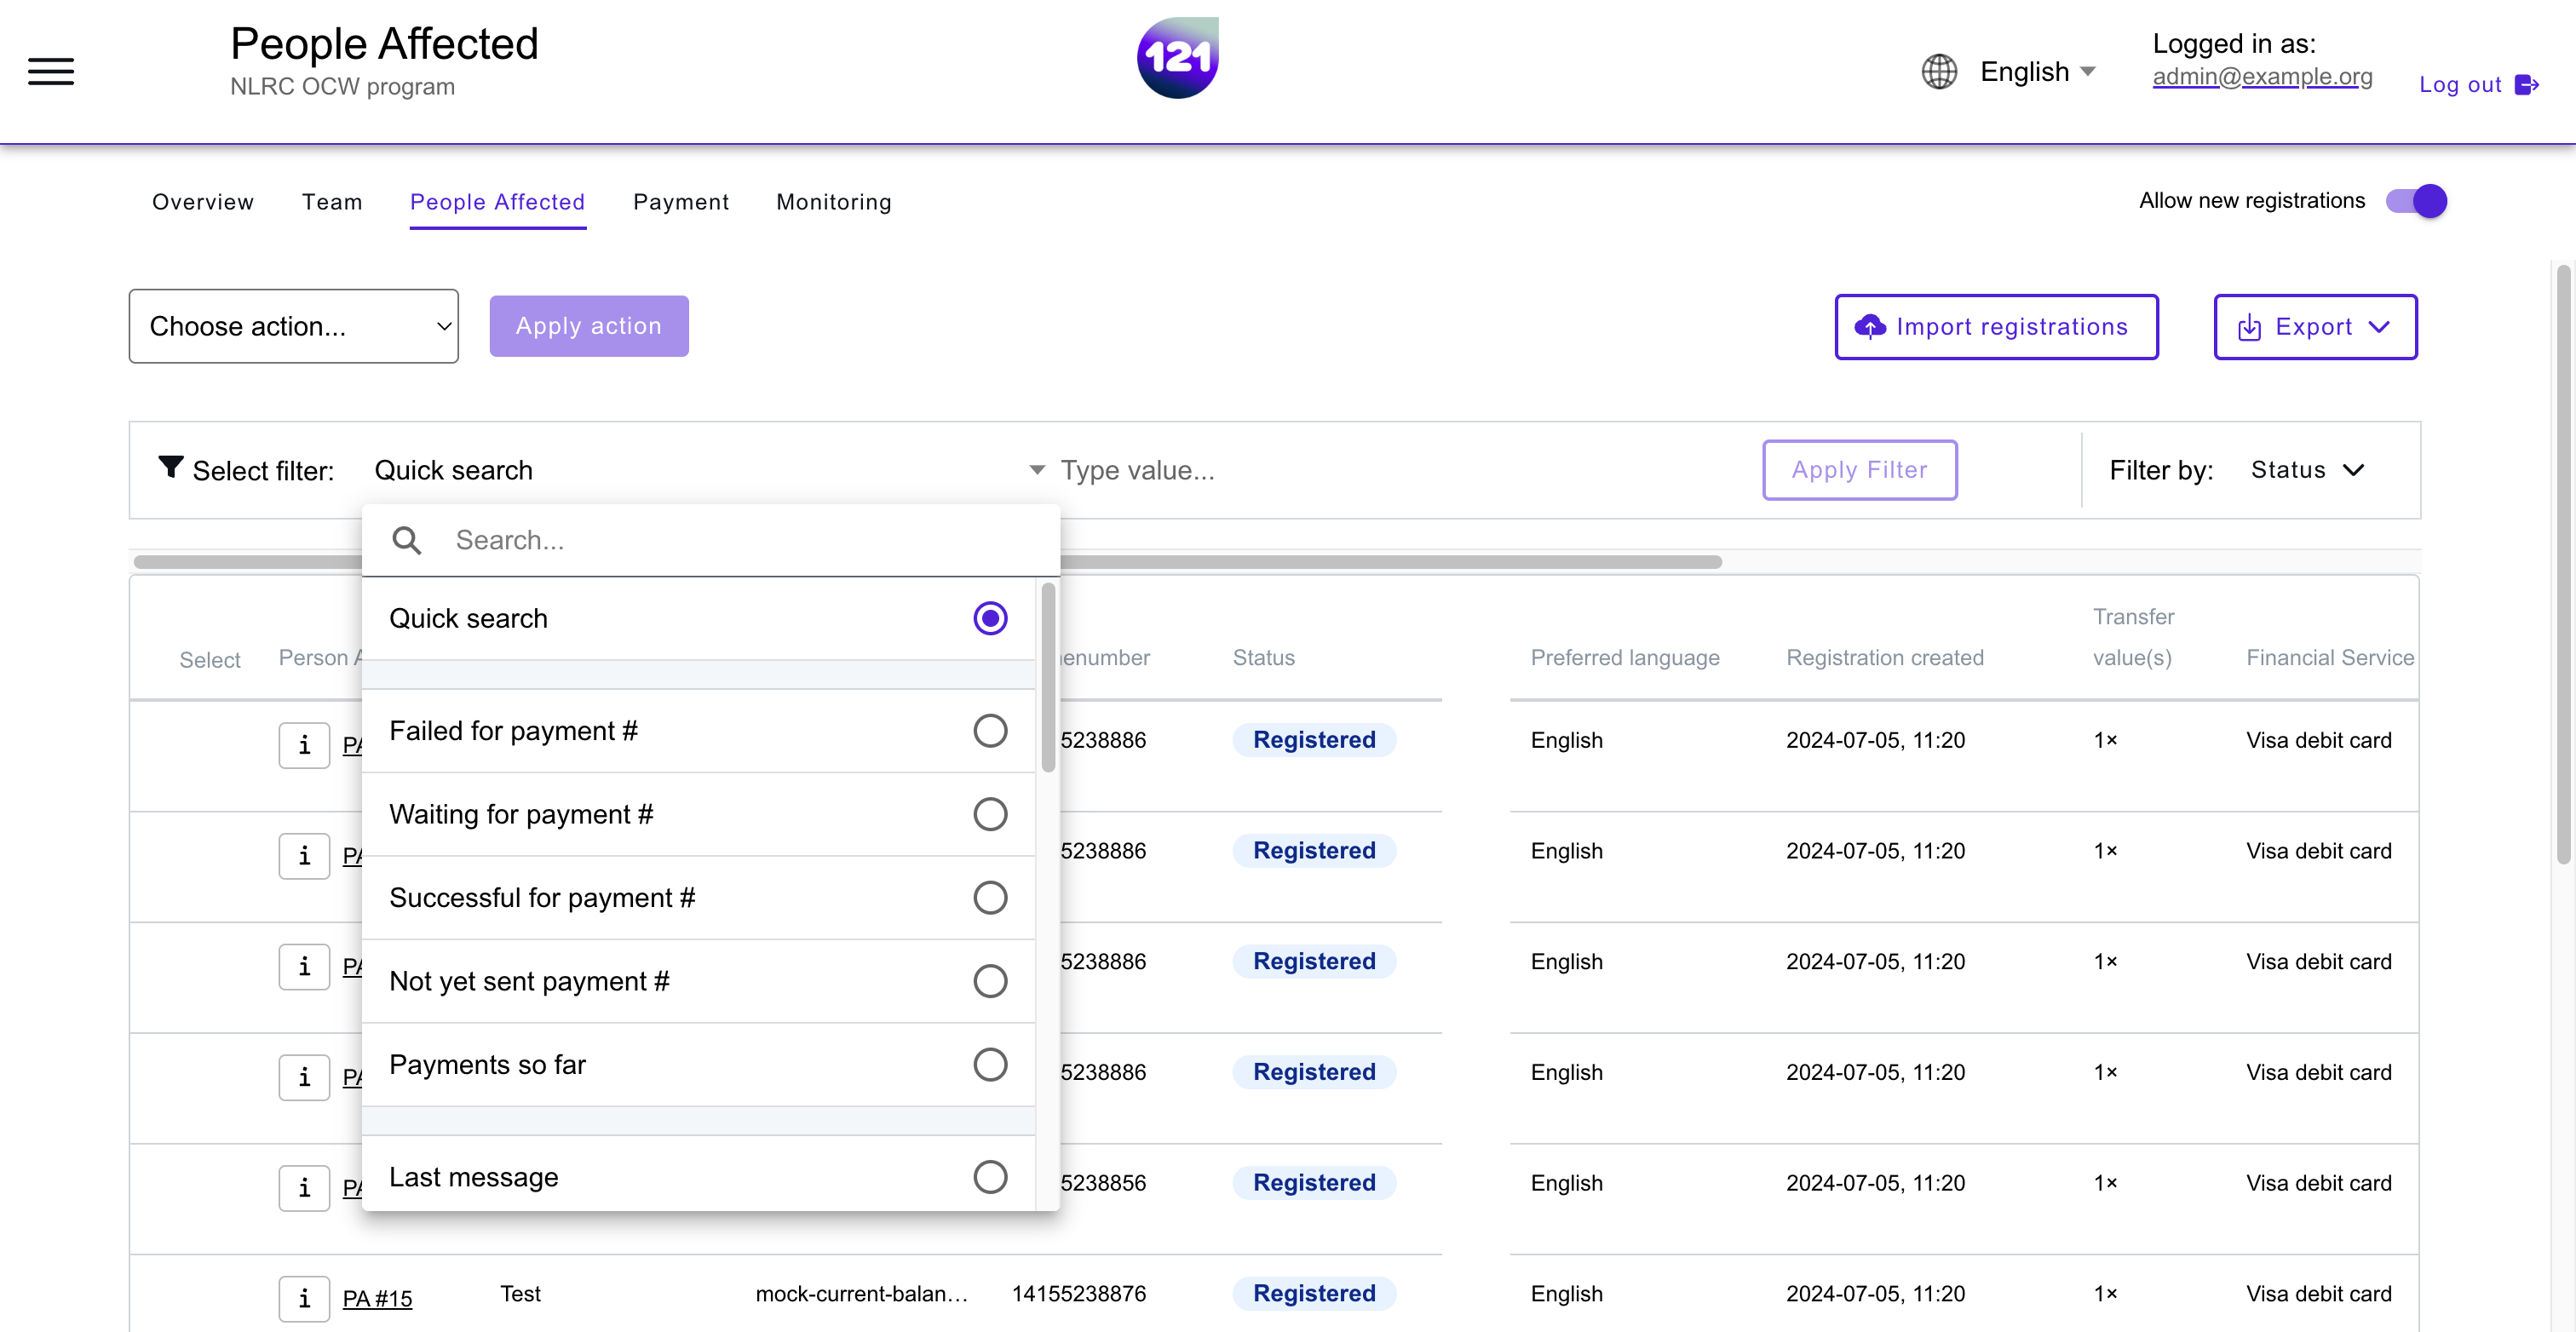 People Affected
NLRC OCW program
121
English
Logged in as:
admin@example.org
Log out
Overview Team People Affected Payment Monitoring
Allow new registrations
Choose action...
Apply action
Import registrations
Export
Select filter: Quick search
Type value...
Apply Filter
Filter by: Status
Search...
Quick search
Failed for payment #
Waiting for payment #
Successful for payment #
Not yet sent payment #
Payments so far
Last message
Select Person Status Preferred language Registration created Transfer value(s) Financial Service
5238886 Registered English 2024-07-05, 11:20 1× Visa debit card
5238886 Registered English 2024-07-05, 11:20 1× Visa debit card
5238886 Registered English 2024-07-05, 11:20 1× Visa debit card
5238886 Registered English 2024-07-05, 11:20 1× Visa debit card
5238856 Registered English 2024-07-05, 11:20 1× Visa debit card
i PA #15 Test mock-current-balan... 14155238876 Registered English 2024-07-05, 11:20 1× Visa debit card